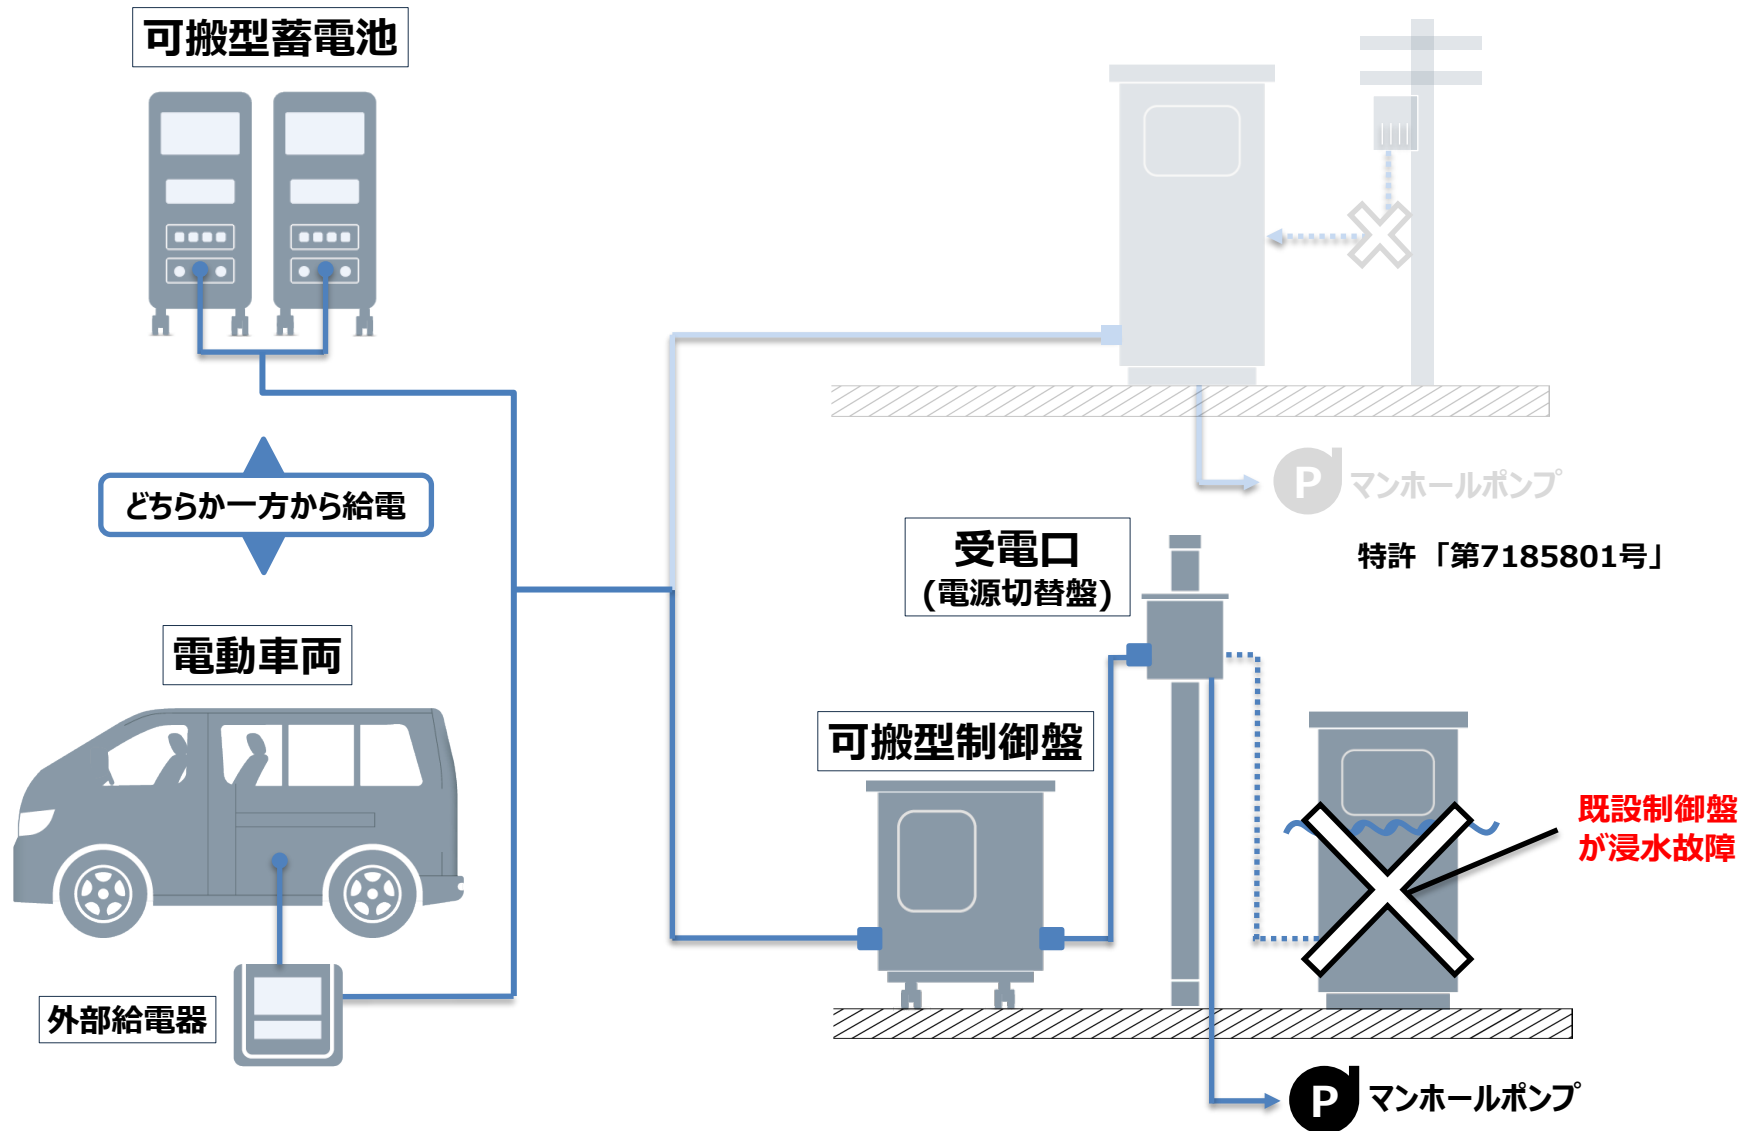 可搬型蓄電池
どちらか一方から給電
電動車両
外部給電器
P マンホールポンプ
特許「第7185801号」
受電口
(電源切替盤)
可搬型制御盤
既設制御盤
が浸水故障
P マンホールポンプ